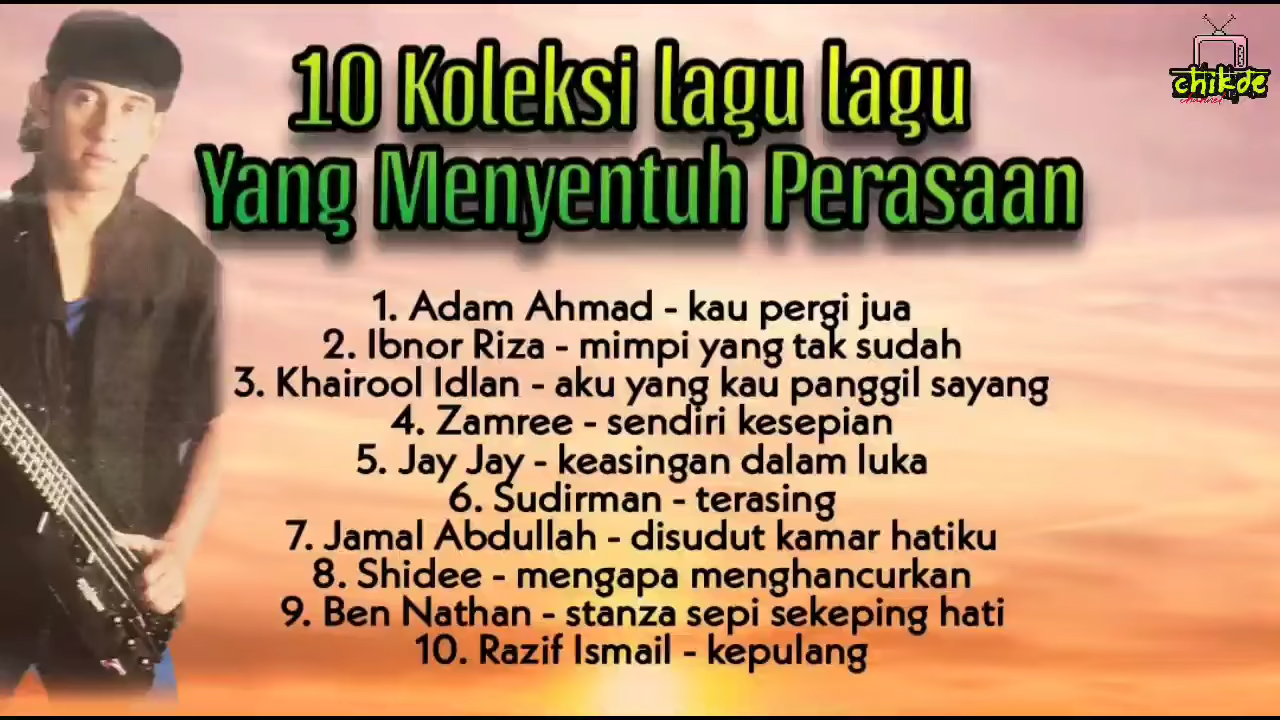 10 Koleksi lagu lagu
Yang Menyentuh Perasaan
chikde
channel
1. Adam Ahmad - kau pergi jua
2. Ibnor Riza - mimpi yang tak sudah
3. Khairool Idlan - aku yang kau panggil sayang
4. Zamree - sendiri kesepian
5. Jay Jay - keasingan dalam luka
6. Sudirman - terasing
7. Jamal Abdullah - disudut kamar hatiku
8. Shidee - mengapa menghancurkan
9. Ben Nathan - stanza sepi sekeping hati
10. Razif Ismail - kepulang